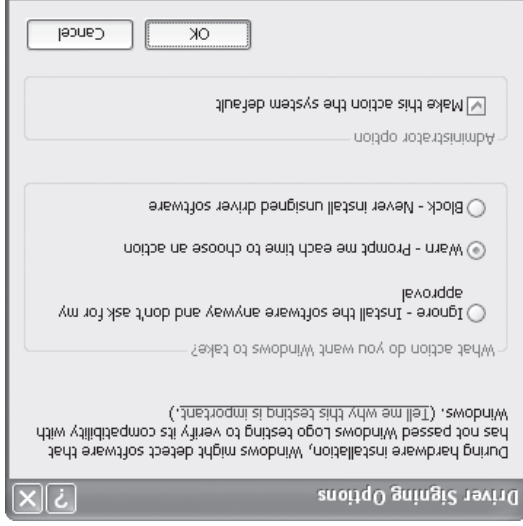 Driver Signing Options
During hardware installation, Windows might detect software that
has not passed Windows Logo testing to verify its compatibility with
Windows. (Tell me why this testing is important.)
What action do you want Windows to take?
Ignore - Install the software anyway and don't ask for my
approval
Warn - Prompt me each time to choose an action
Block - Never install unsigned driver software
Administrator option
Make this action the system default
OK Cancel